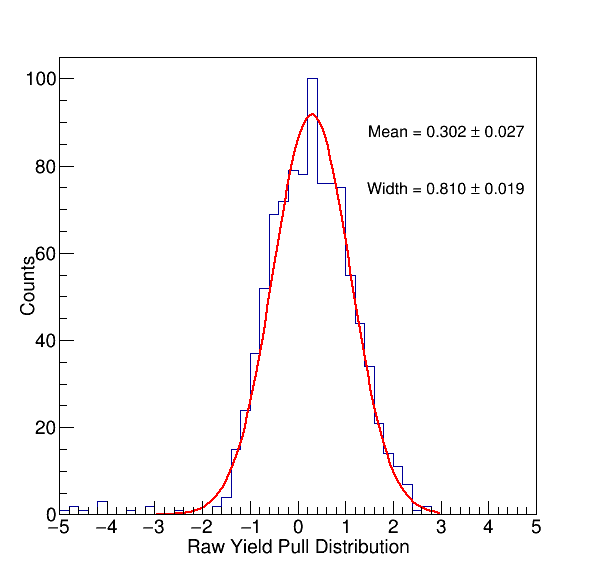 100
80
60
40
20
0
Counts
Mean = 0.302 ± 0.027
Width = 0.810 ± 0.019
−5 −4 −3 −2 −1 0 1 2 3 4 5
Raw Yield Pull Distribution